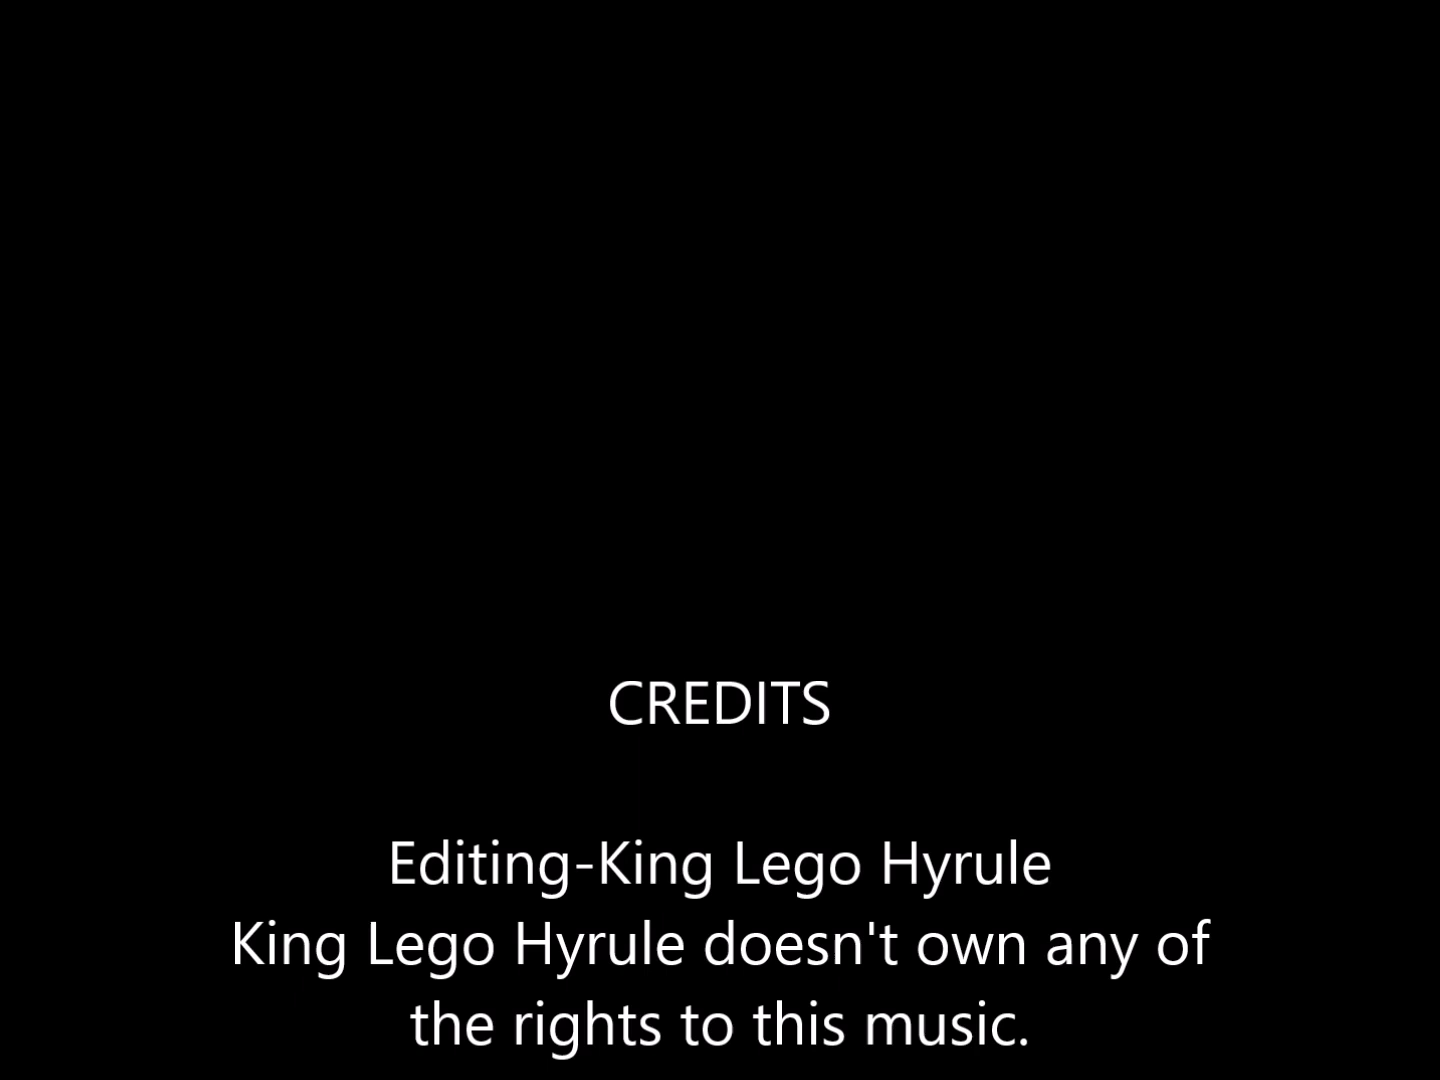 CREDITS
Editing-King Lego Hyrule
King Lego Hyrule doesn't own any of
the rights to this music.